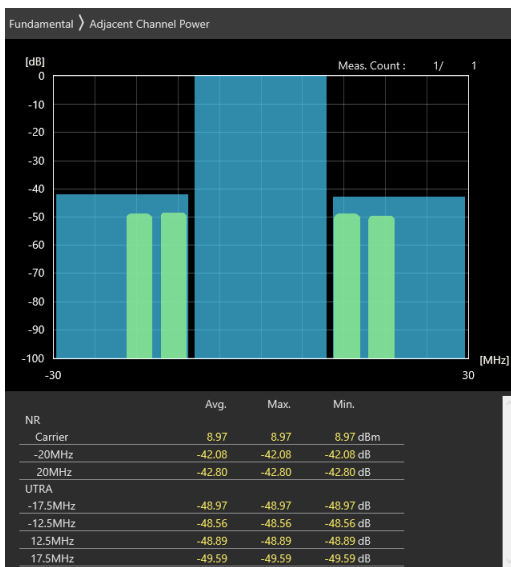 Fundamental 〉 Adjacent Channel Power
[dB]
Meas. Count : 1/ 1
0
-10
-20
-30
-40
-50
-60
-70
-80
-90
-100
[MHz]
-30 30
Avg. Max. Min.
NR
Carrier 8.97 8.97 8.97 dBm
-20MHz -42.08 -42.08 -42.08 dB
20MHz -42.80 -42.80 -42.80 dB
UTRA
-17.5MHz -48.97 -48.97 -48.97 dB
-12.5MHz -48.56 -48.56 -48.56 dB
12.5MHz -48.89 -48.89 -48.89 dB
17.5MHz -49.59 -49.59 -49.59 dB